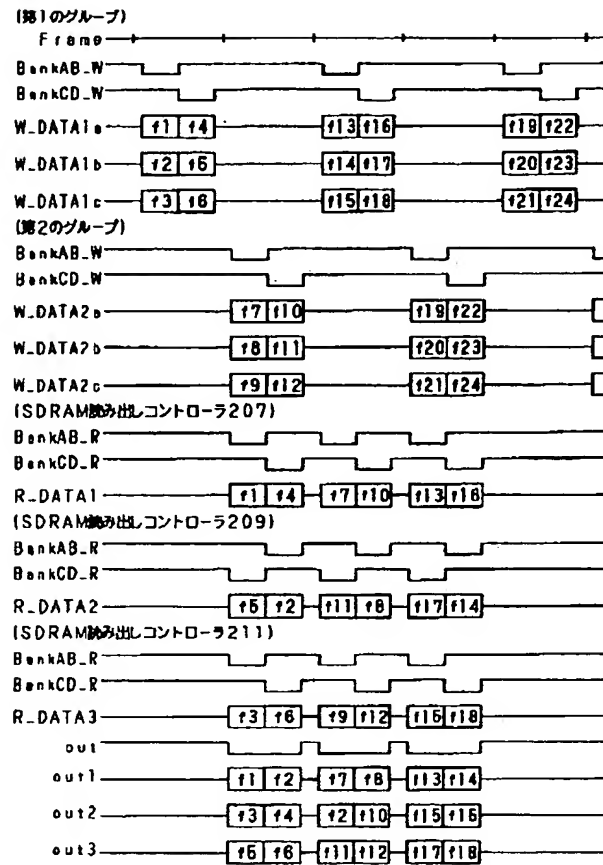 (第1のグループ)
Frame
BankAB_W
BankCD_W
W_DATA1a f1 f4 f13 f16 f19 f22
W_DATA1b f2 f5 f14 f17 f20 f23
W_DATA1c f3 f6 f15 f18 f21 f24
(第2のグループ)
BankAB_W
BankCD_W
W_DATA2a f7 f10 f19 f22
W_DATA2b f8 f11 f20 f23
W_DATA2c f9 f12 f21 f24
(SDRAM読み出しコントローラ207)
BankAB_R
BankCD_R
R_DATA1 f1 f4 f7 f10 f13 f16
(SDRAM読み出しコントローラ209)
BankAB_R
BankCD_R
R_DATA2 f5 f2 f11 f8 f17 f14
(SDRAM読み出しコントローラ211)
BankAB_R
BankCD_R
R_DATA3 f3 f6 f9 f12 f15 f18
out
out1 f1 f2 f7 f8 f13 f14
out2 f3 f4 f2 f10 f15 f16
out3 f5 f6 f11 f12 f17 f18